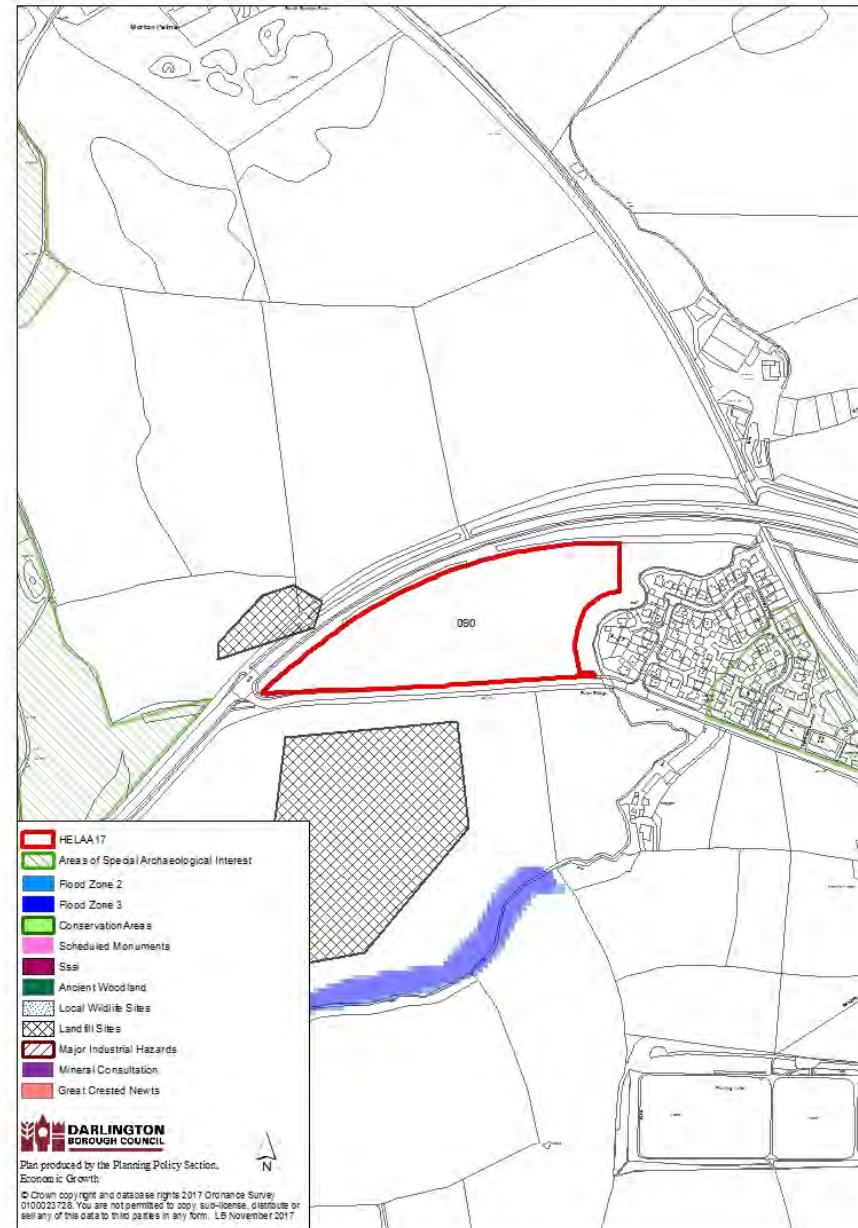 Morton Palms
090
HELAA17
Areas of Special Archaeological Interest
Flood Zone 2
Flood Zone 3
Conservation Areas
Scheduled Monuments
Sssi
Ancient Woodland
Local Wildlife Sites
Landfill Sites
Major Industrial Hazards
Mineral Consultation
Great Crested Newts
DARLINGTON
BOROUGH COUNCIL
N
Plan produced by the Planning Policy Section,
Economic Growth
© Crown copyright and database rights 2017 Ordnance Survey
0100023728. You are not permitted to copy, sub-license, distribute or
sell any of this data to third parties in any form. LB November 2017